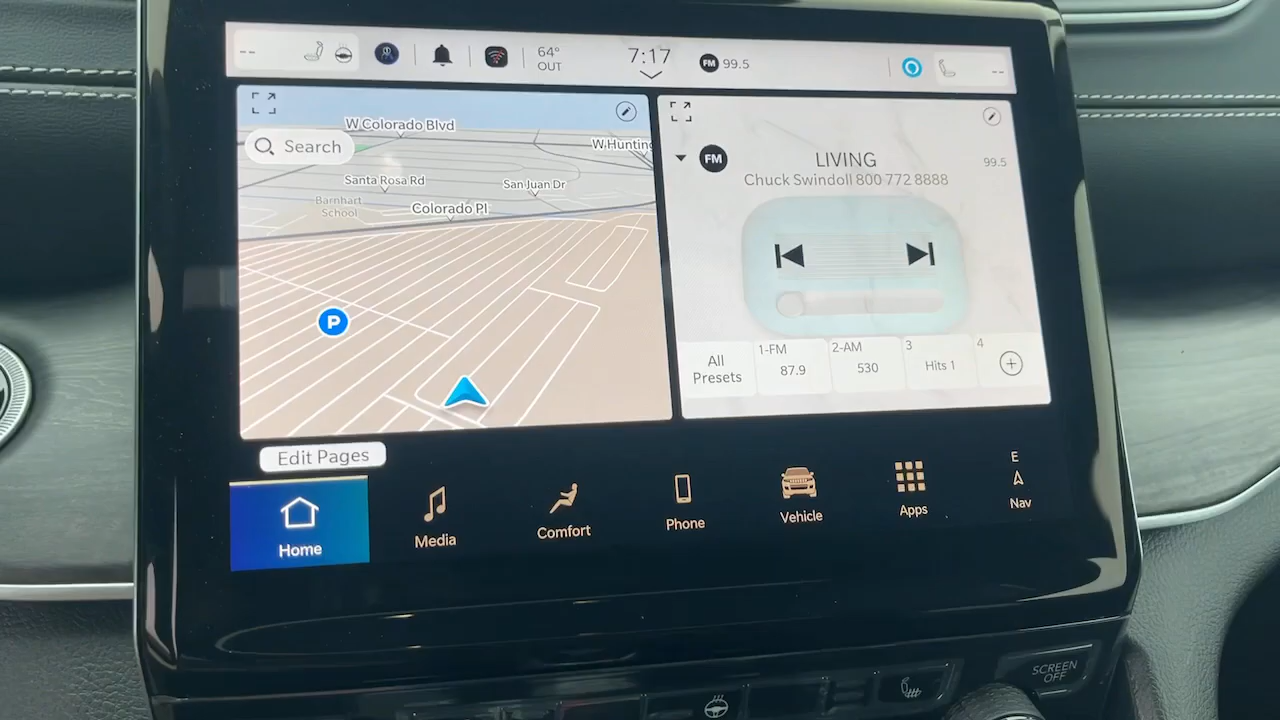 --
64°
OUT
7:17
FM 99.5
--
Search
W Colorado Blvd
W.Hunting
Santa Rosa Rd
San Juan Dr
Barnhart
School
Colorado Pl
P
FM
LIVING
99.5
Chuck Swindoll 800 772 8888
All
Presets
1-FM
87.9
2-AM
530
3
Hits 1
4
Edit Pages
Home
Media
Comfort
Phone
Vehicle
Apps
E
Nav
SCREEN
OFF